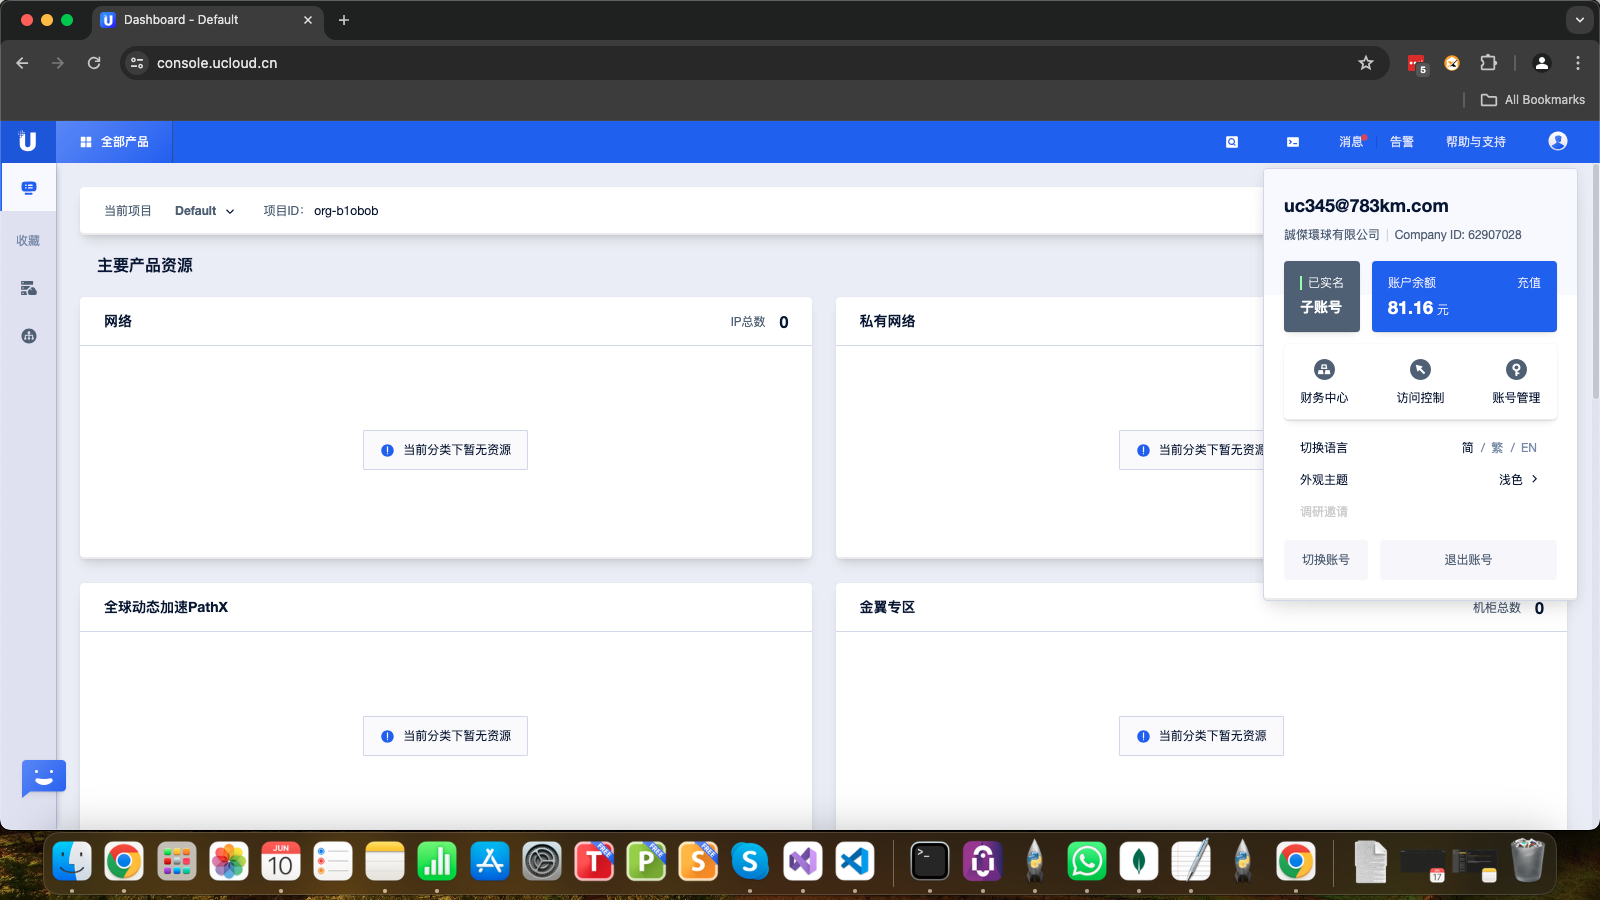 Dashboard - Default
console.ucloud.cn
5
All Bookmarks
U
全部产品
消息
告警
帮助与支持
收藏
当前项目
Default
项目ID:
org-b1obob
主要产品资源
网络
IP总数 0
当前分类下暂无资源
私有网络
当前分类下暂无资源
全球动态加速PathX
当前分类下暂无资源
金翼专区
机柜总数 0
当前分类下暂无资源
uc345@783km.com
誠傑環球有限公司 | Company ID: 62907028
已实名
子账号
账户余额
充值
81.16 元
财务中心
访问控制
账号管理
切换语言
简 / 繁 / EN
外观主题
浅色
调研邀请
切换账号
退出账号
JUN
10
T FREE
P FREE
S FREE
S
17